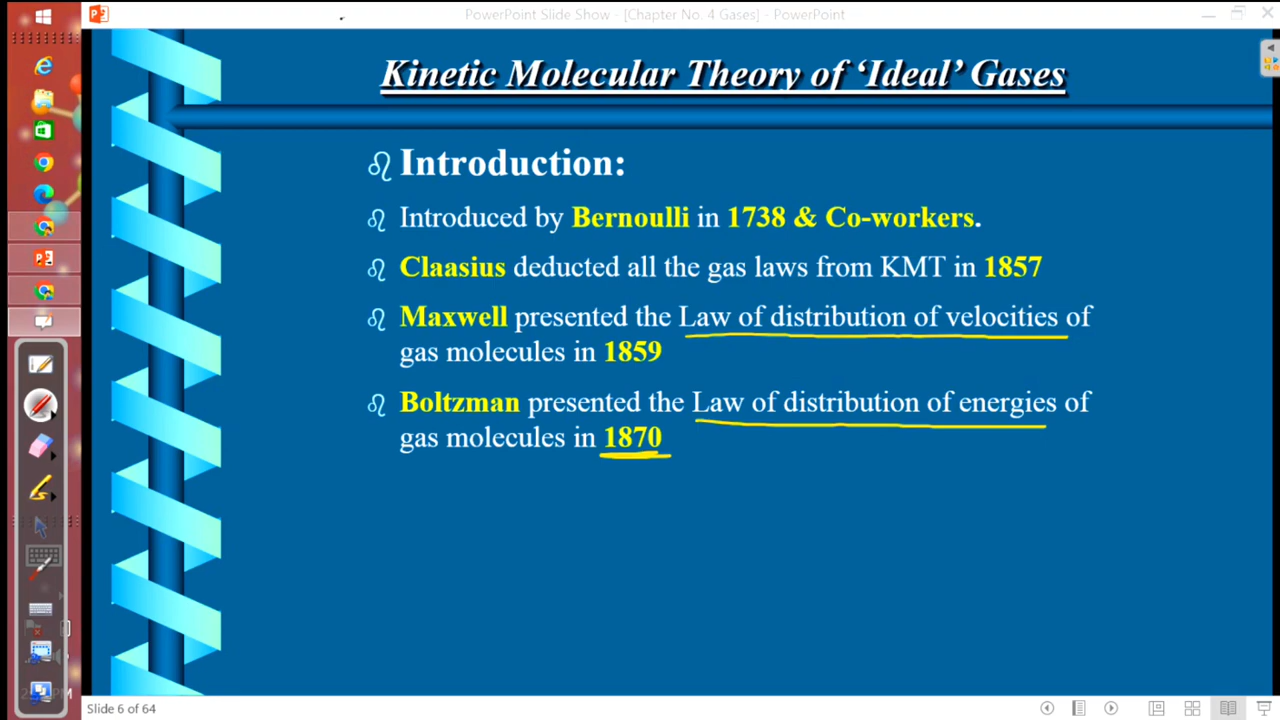 PowerPoint Slide Show - [Chapter No. 4 Gases] - PowerPoint
Kinetic Molecular Theory of ‘Ideal’ Gases
Introduction:
Introduced by Bernoulli in 1738 & Co-workers.
Claasius deducted all the gas laws from KMT in 1857
Maxwell presented the Law of distribution of velocities of
gas molecules in 1859
Boltzman presented the Law of distribution of energies of
gas molecules in 1870
Slide 6 of 64